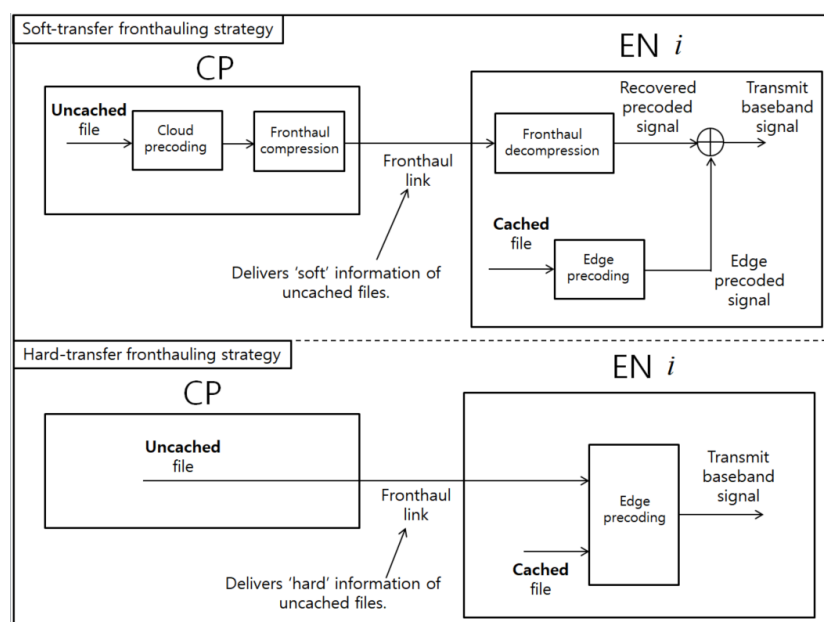 Soft-transfer fronthauling strategy
CP
EN i
Uncached
file
Cloud
precoding
Fronthaul
compression
Fronthaul
link
Fronthaul
decompression
Recovered
precoded
signal
Transmit
baseband
signal
Delivers 'soft' information of
uncached files.
Cached
file
Edge
precoding
Edge
precoded
signal
Hard-transfer fronthauling strategy
CP
EN i
Uncached
file
Fronthaul
link
Edge
precoding
Transmit
baseband
signal
Cached
file
Delivers 'hard' information of
uncached files.